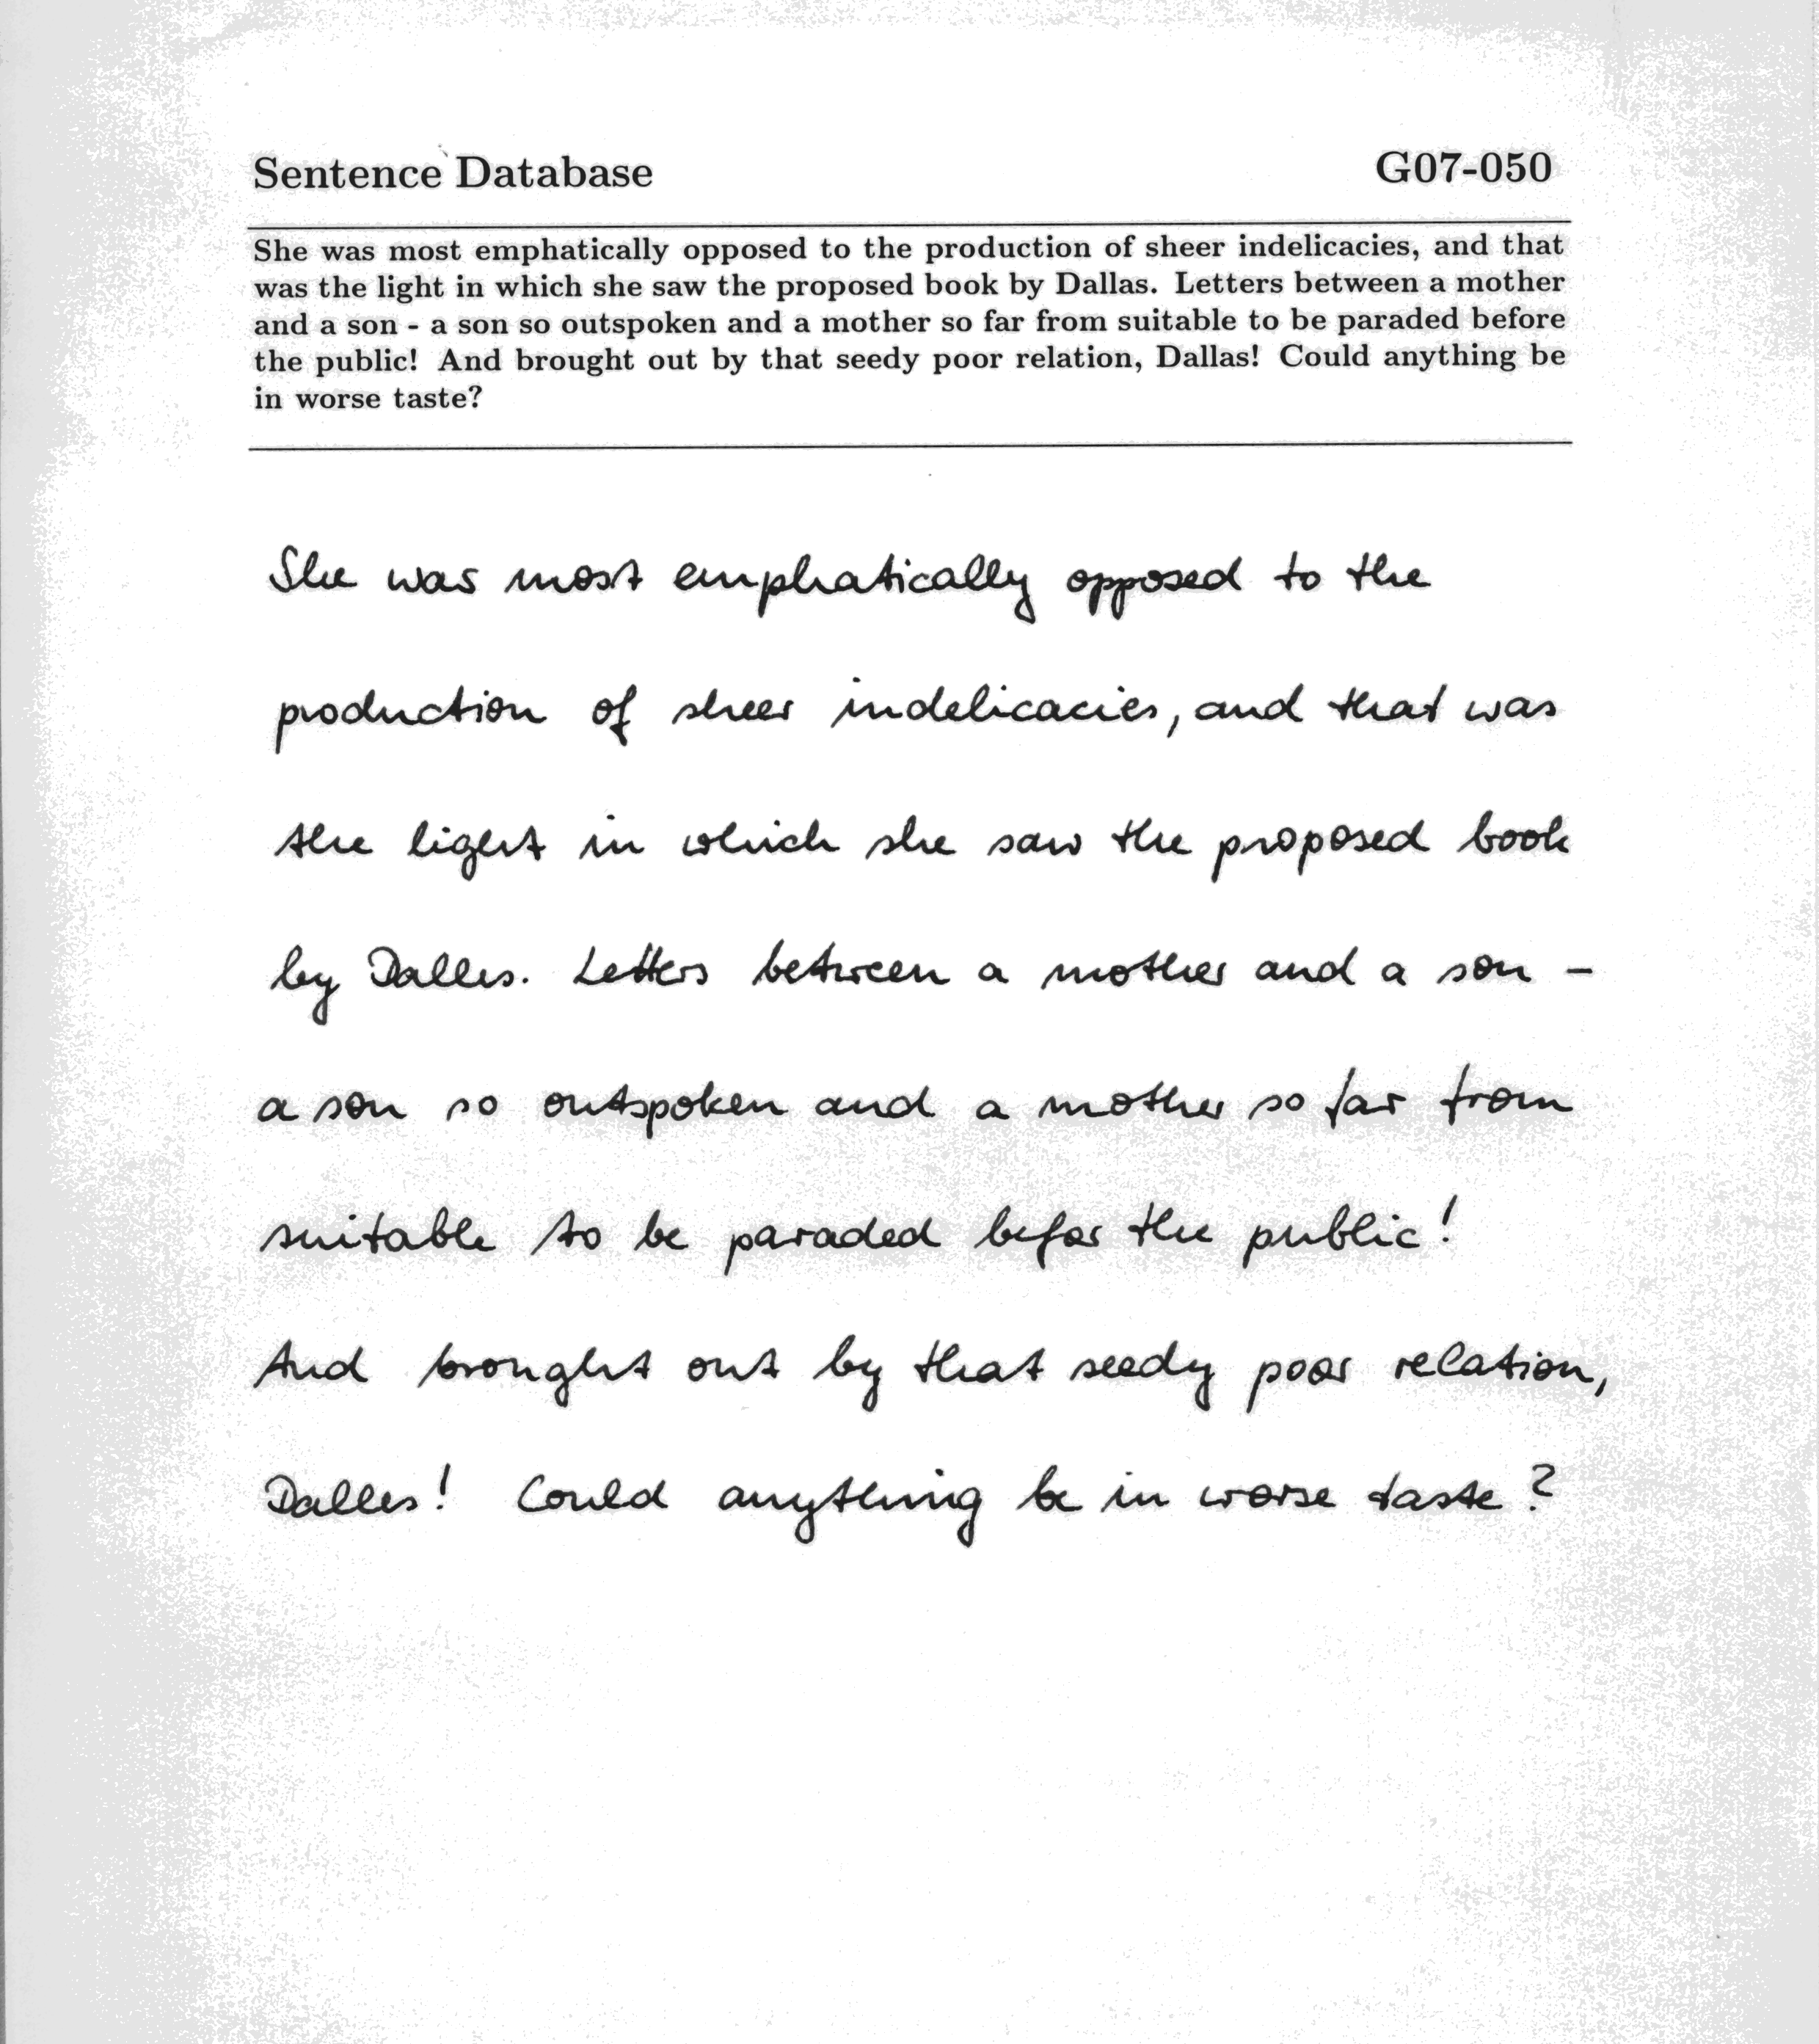 Sentence Database G07-050
She was most emphatically opposed to the production of sheer indelicacies, and that
was the light in which she saw the proposed book by Dallas. Letters between a mother
and a son - a son so outspoken and a mother so far from suitable to be paraded before
the public! And brought out by that seedy poor relation, Dallas! Could anything be
in worse taste?
She was most emphatically opposed to the
production of sheer indelicacies, and that was
the light in which she saw the proposed book
by Dalles. Letters between a mother and a son -
a son so outspoken and a mother so far from
suitable to be paraded befor the public!
And brought out by that seedy poor relation,
Dalles! Could anything be in worse taste?